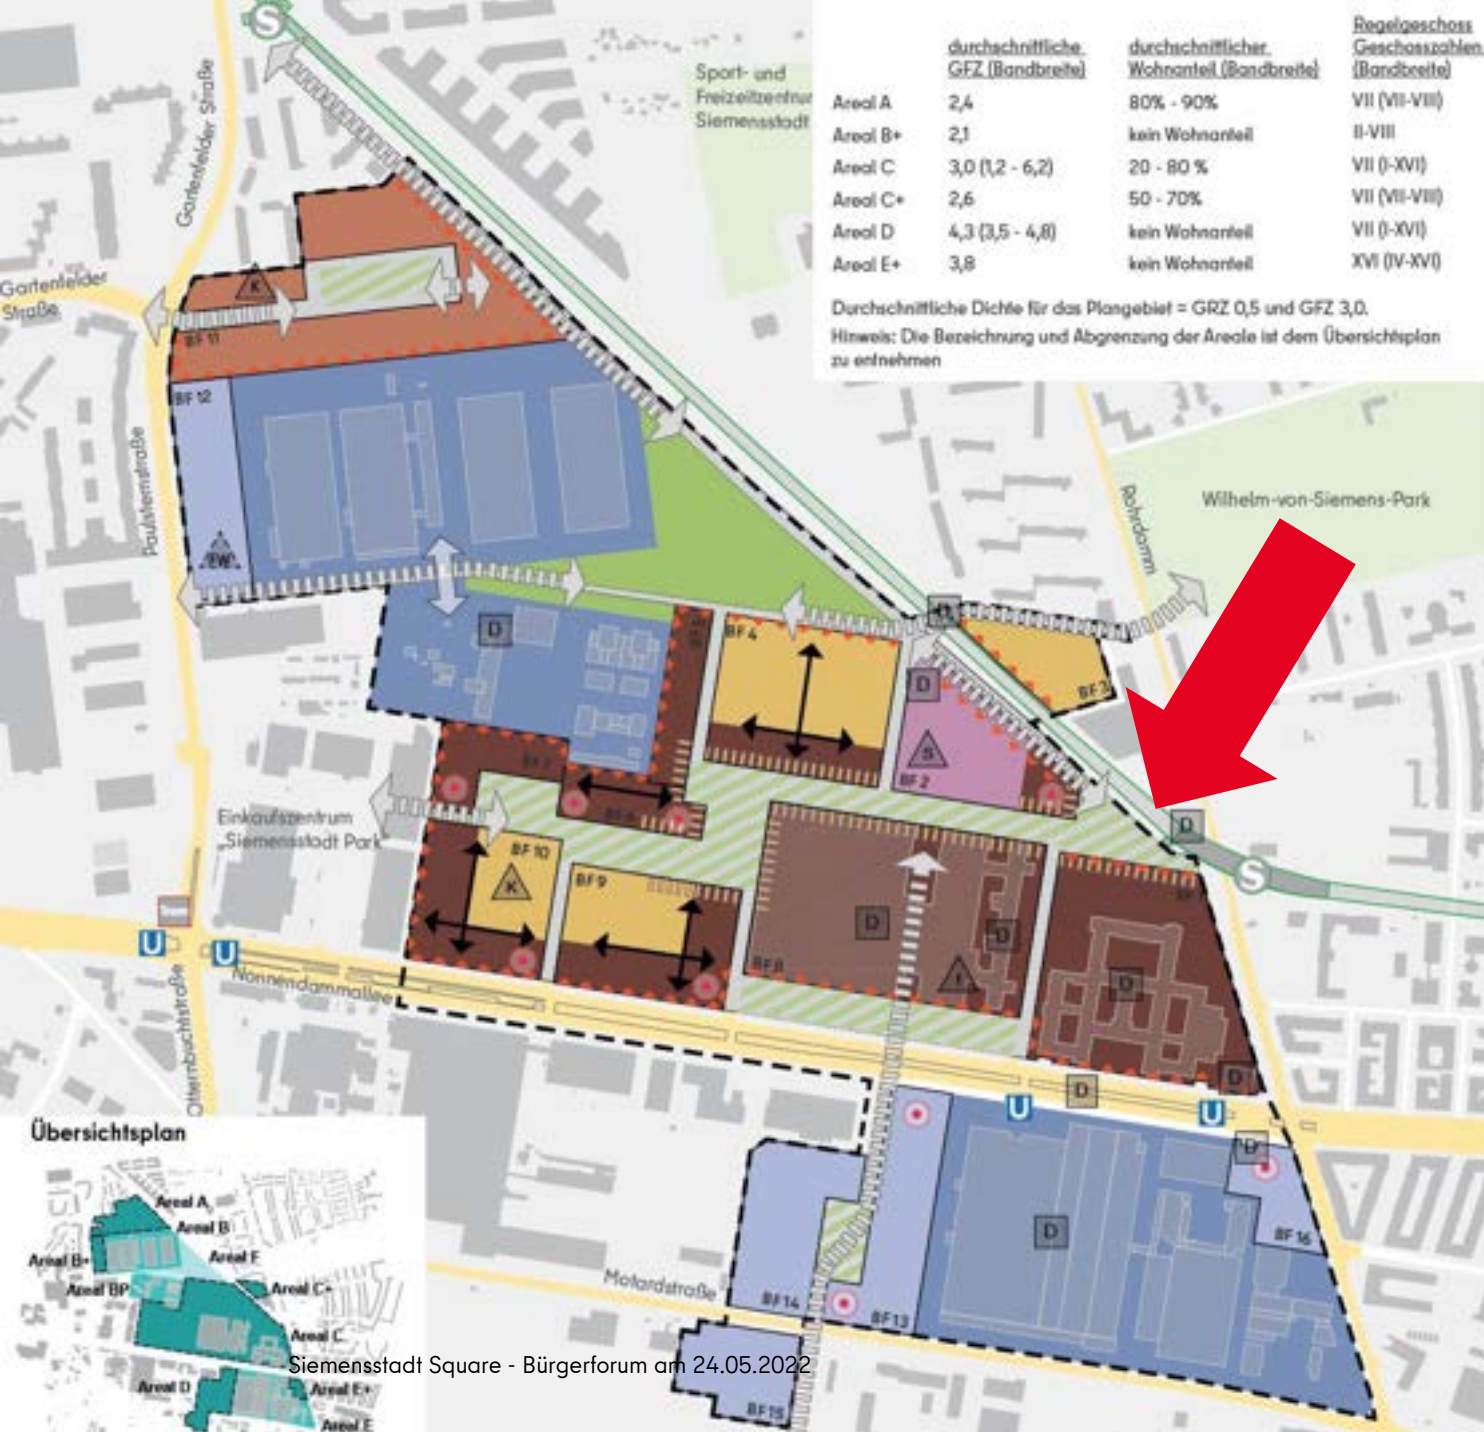 S
Regelgeschoss
durchschnittliche durchschnittlicher Geschosszahlen
GFZ (Bandbreite) Wohnanteil (Bandbreite) (Bandbreite)
Areal A 2,4 80% - 90% VII (VII-VIII)
Areal B+ 2,1 kein Wohnanteil II-VIII
Areal C 3,0 (1,2 - 6,2) 20 - 80 % VII (I-XVI)
Areal C+ 2,6 50 - 70% VII (VII-VIII)
Areal D 4,3 (3,5 - 4,8) kein Wohnanteil VII (I-XVI)
Areal E+ 3,8 kein Wohnanteil XVI (IV-XVI)
Durchschnittliche Dichte für das Plangebiet = GRZ 0,5 und GFZ 3,0.
Hinweis: Die Bezeichnung und Abgrenzung der Areale ist dem Übersichtsplan
zu entnehmen
Sport- und
Freizeitzentrum
Siemensstadt
Gartenfelder Straße
Gartenfelder
Straße
K
BF 11
BF 12
Paulsternstraße
Rohrdamm
Wilhelm-von-Siemens-Park
D
D
BF 4
D
BF 3
S
BF 2
BF 7
Einkaufszentrum
"Siemensstadt Park"
BF 10
K
BF 9
D
S
D
D
D
BF 8
I
U
U
Nonnendammallee
Ohternbuchtstraße
D
D
U
U
D
D
BF 16
Übersichtsplan
Areal A
Areal B
Areal B+
Areal F
Areal BP
Areal C+
Areal C
Areal D
Areal E+
Areal E
Motardstraße
BF 14
BF 13
BF 15
Siemensstadt Square - Bürgerforum am 24.05.2022